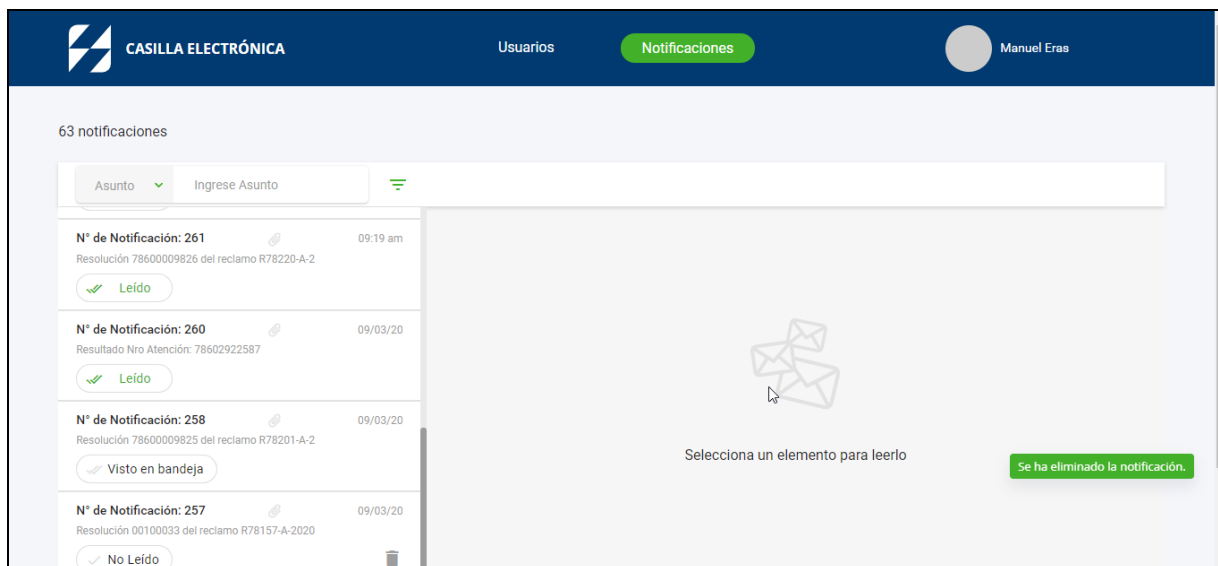 CASILLA ELECTRÓNICA
Usuarios
Notificaciones
Manuel Eras
63 notificaciones
Asunto
Ingrese Asunto
N° de Notificación: 261
09:19 am
Resolución 78600009826 del reclamo R78220-A-2
Leído
N° de Notificación: 260
09/03/20
Resultado Nro Atención: 78602922587
Leído
N° de Notificación: 258
09/03/20
Resolución 78600009825 del reclamo R78201-A-2
Visto en bandeja
N° de Notificación: 257
09/03/20
Resolución 00100033 del reclamo R78157-A-2020
No Leído
Selecciona un elemento para leerlo
Se ha eliminado la notificación.